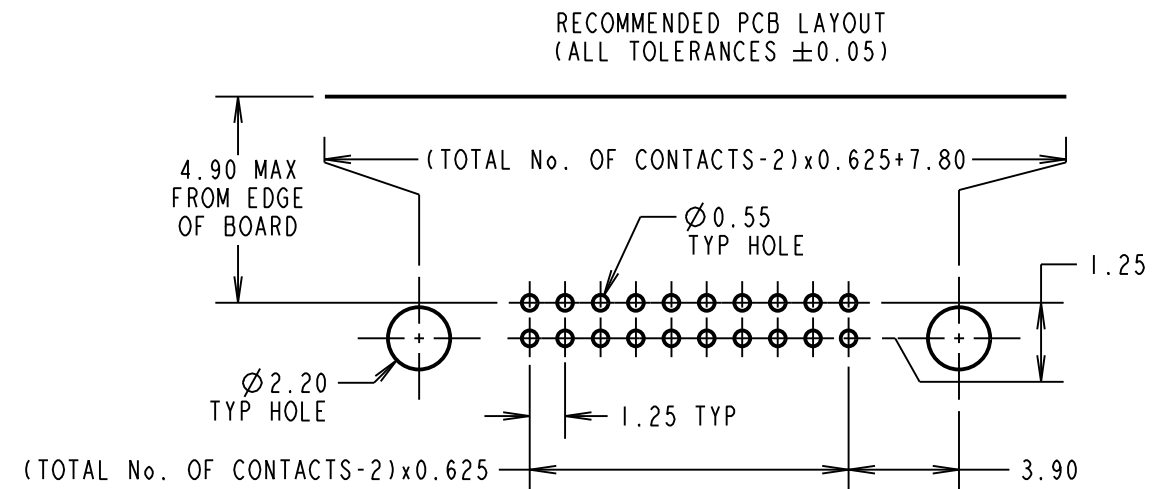 RECOMMENDED PCB LAYOUT
(ALL TOLERANCES ±0.05)
(TOTAL No. OF CONTACTS-2)x0.625+7.80
4.90 MAX
FROM EDGE
OF BOARD
Ø0.55
TYP HOLE
1.25
Ø2.20
TYP HOLE
1.25 TYP
(TOTAL No. OF CONTACTS-2)x0.625
3.90